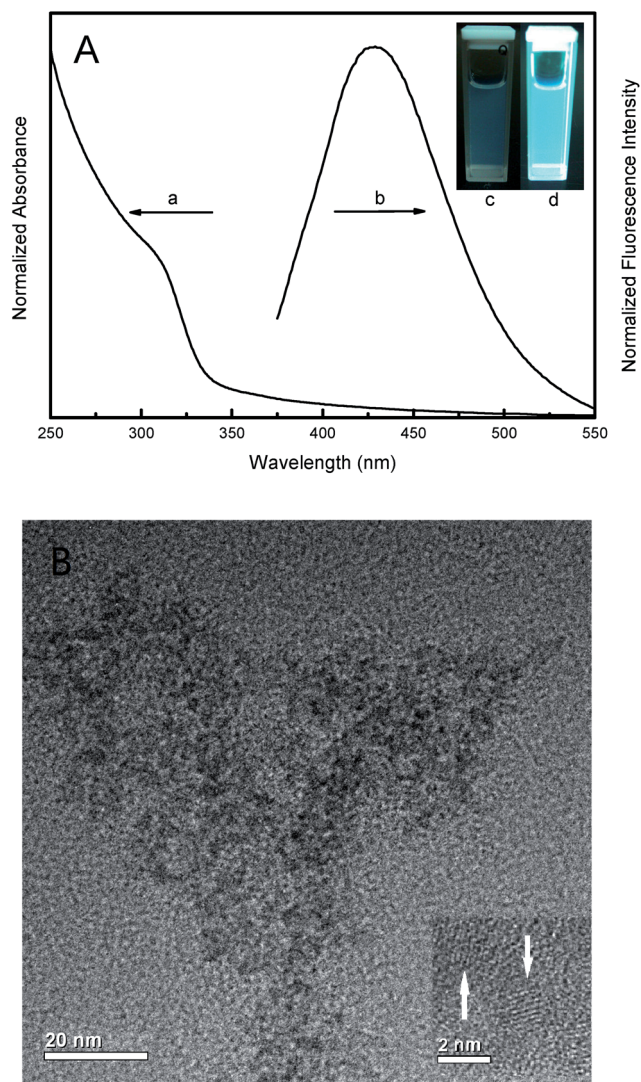 A
c
d
a
b
Normalized Absorbance
Normalized Fluorescence Intensity
250
300
350
400
450
500
550
Wavelength (nm)
B
20 nm
2 nm